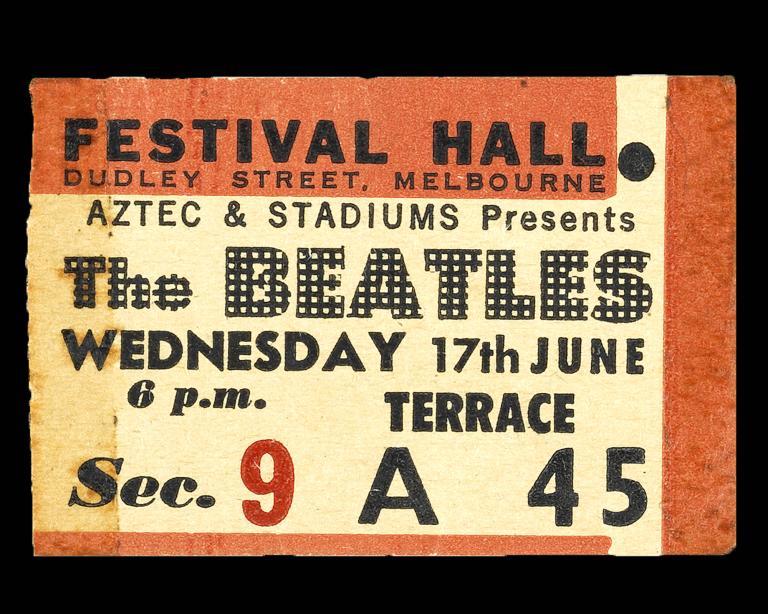 FESTIVAL HALL.
DUDLEY STREET, MELBOURNE
AZTEC & STADIUMS Presents
The BEATLES
WEDNESDAY 17th JUNE
6 p.m. TERRACE
Sec. 9 A 45